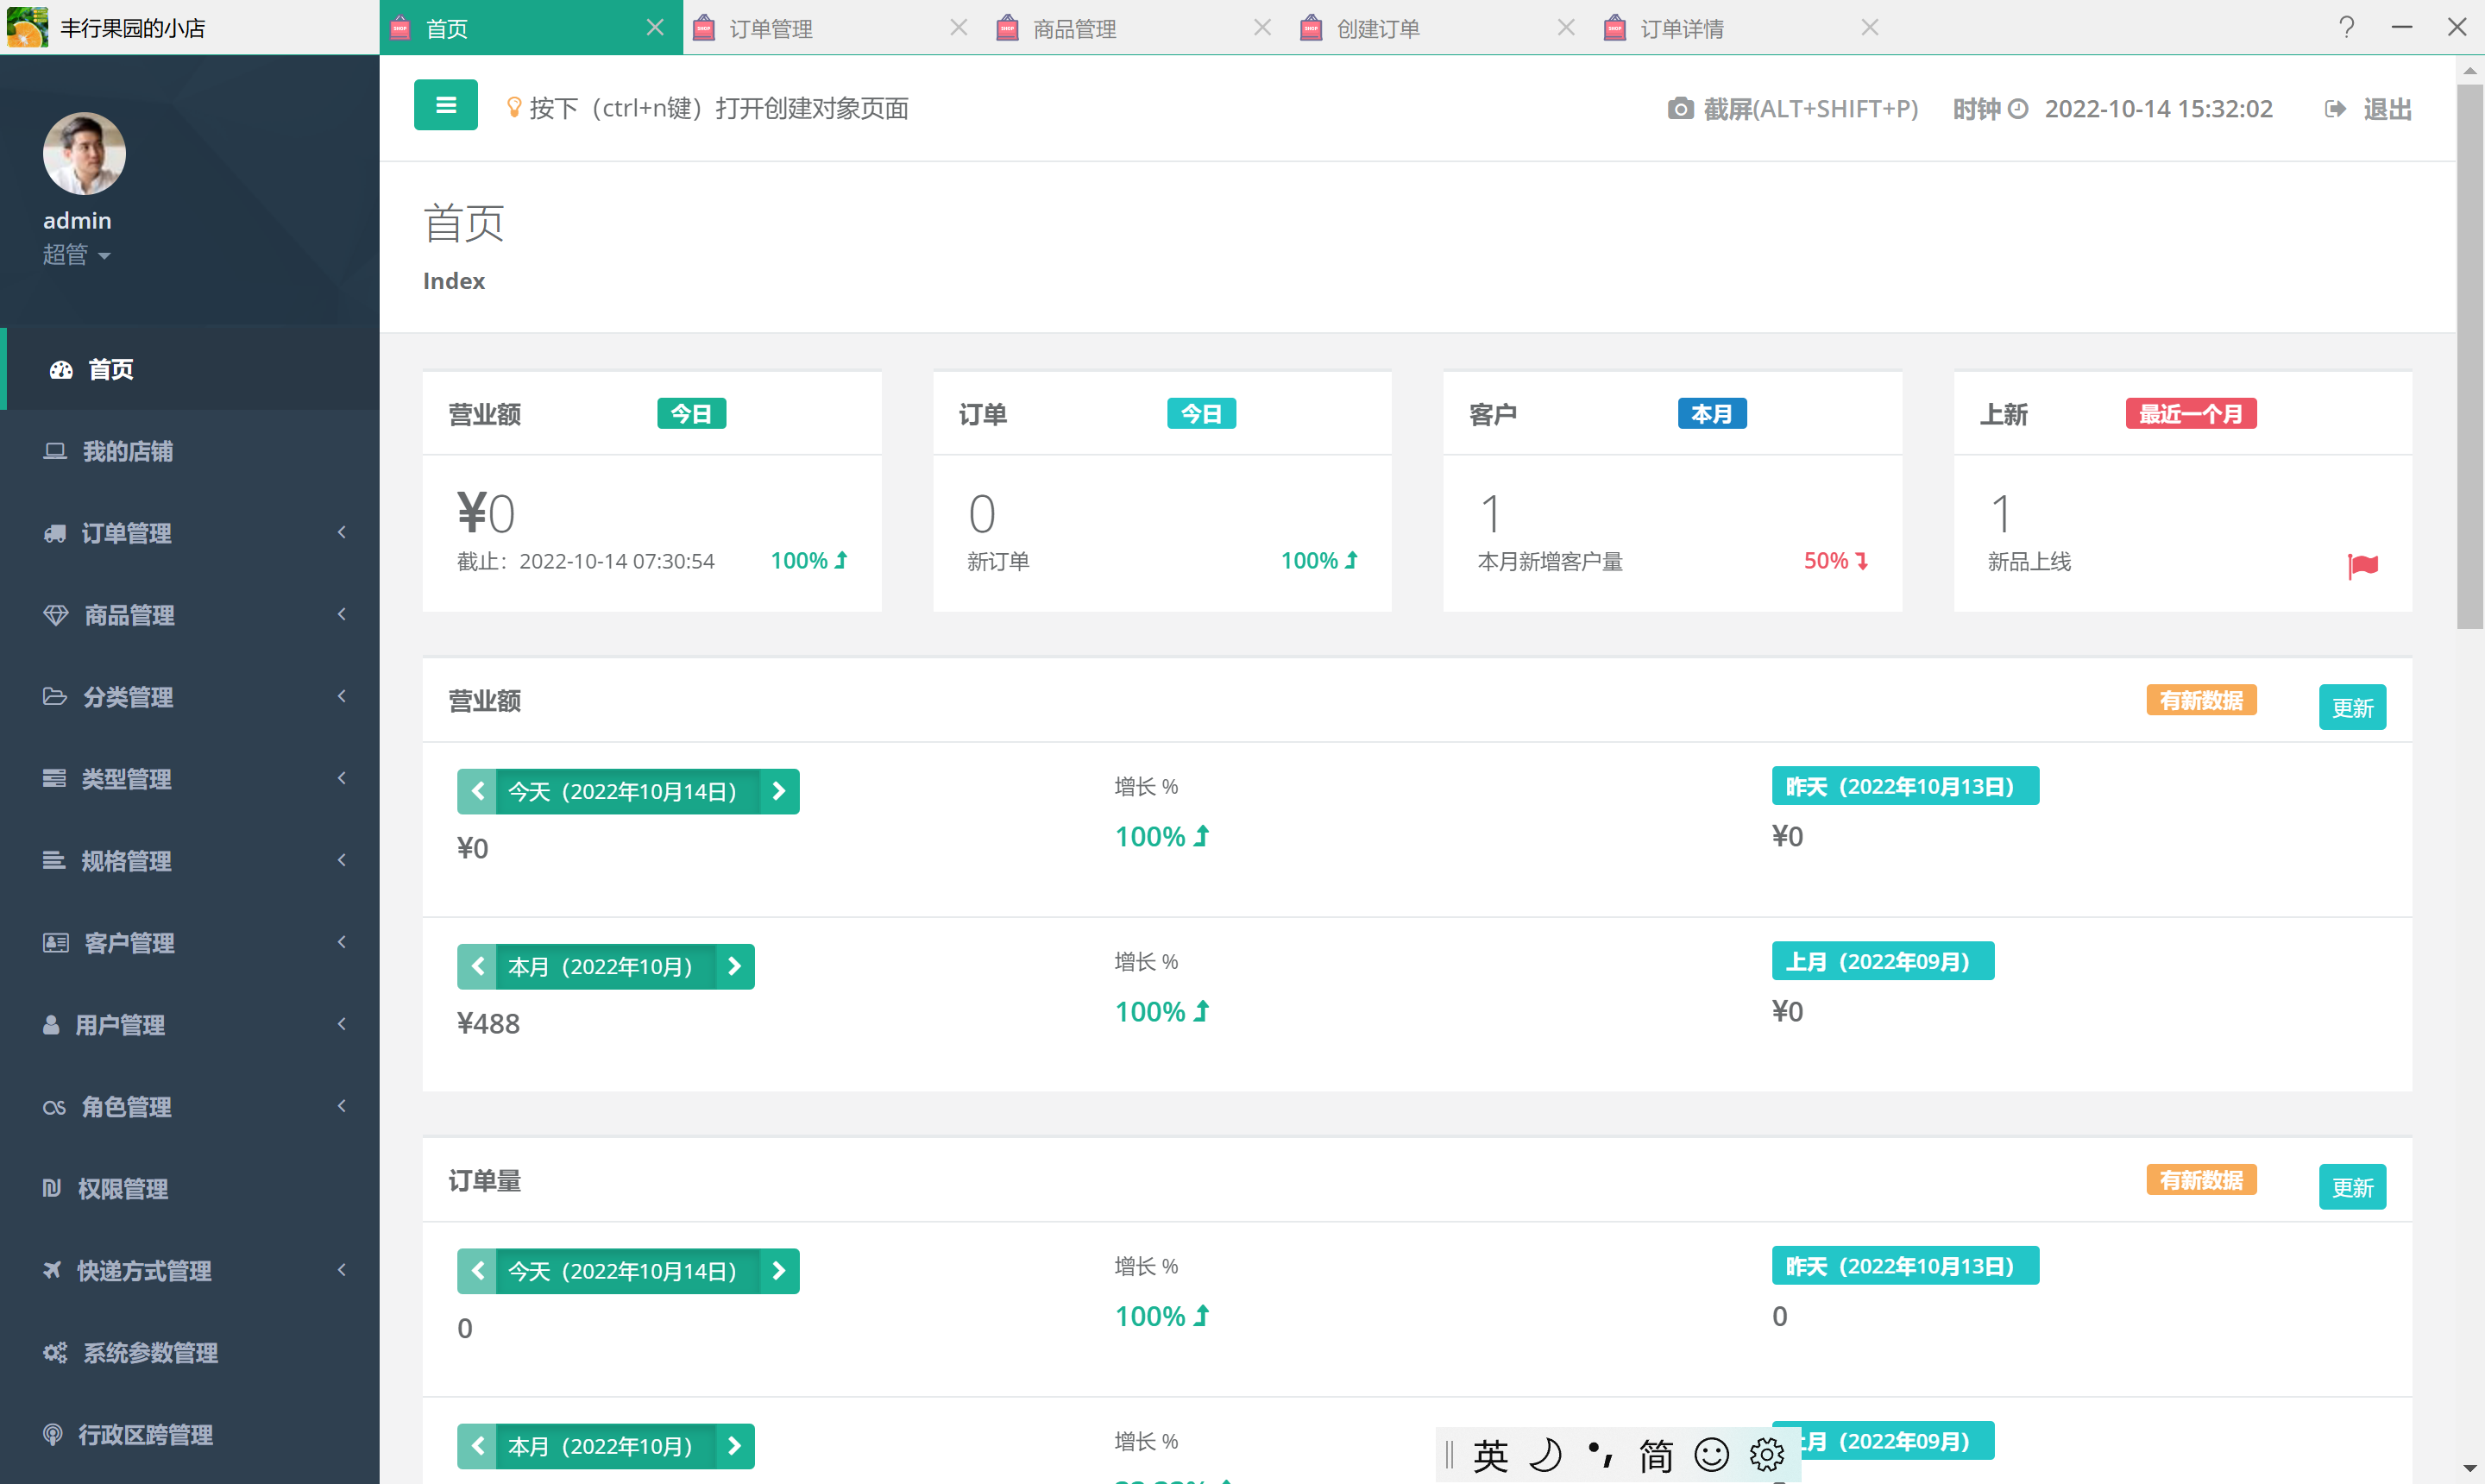 丰行果园的小店
首页
订单管理
商品管理
创建订单
订单详情
按下（ctrl+n键）打开创建对象页面
截屏(ALT+SHIFT+P)
时钟 2022-10-14 15:32:02
退出
admin
超管
首页
我的店铺
订单管理
商品管理
分类管理
类型管理
规格管理
客户管理
用户管理
角色管理
权限管理
快递方式管理
系统参数管理
行政区跨管理
首页
Index
营业额 今日
¥0
截止：2022-10-14 07:30:54 100%
订单 今日
0
新订单 100%
客户 本月
1
本月新增客户量 50%
上新 最近一个月
1
新品上线
营业额 有新数据 更新
今天（2022年10月14日） 增长 % 昨天（2022年10月13日）
¥0 100% ¥0
本月（2022年10月） 增长 % 上月（2022年09月）
¥488 100% ¥0
订单量 有新数据 更新
今天（2022年10月14日） 增长 % 昨天（2022年10月13日）
0 100% 0
本月（2022年10月） 增长 % 月（2022年09月）
英 简